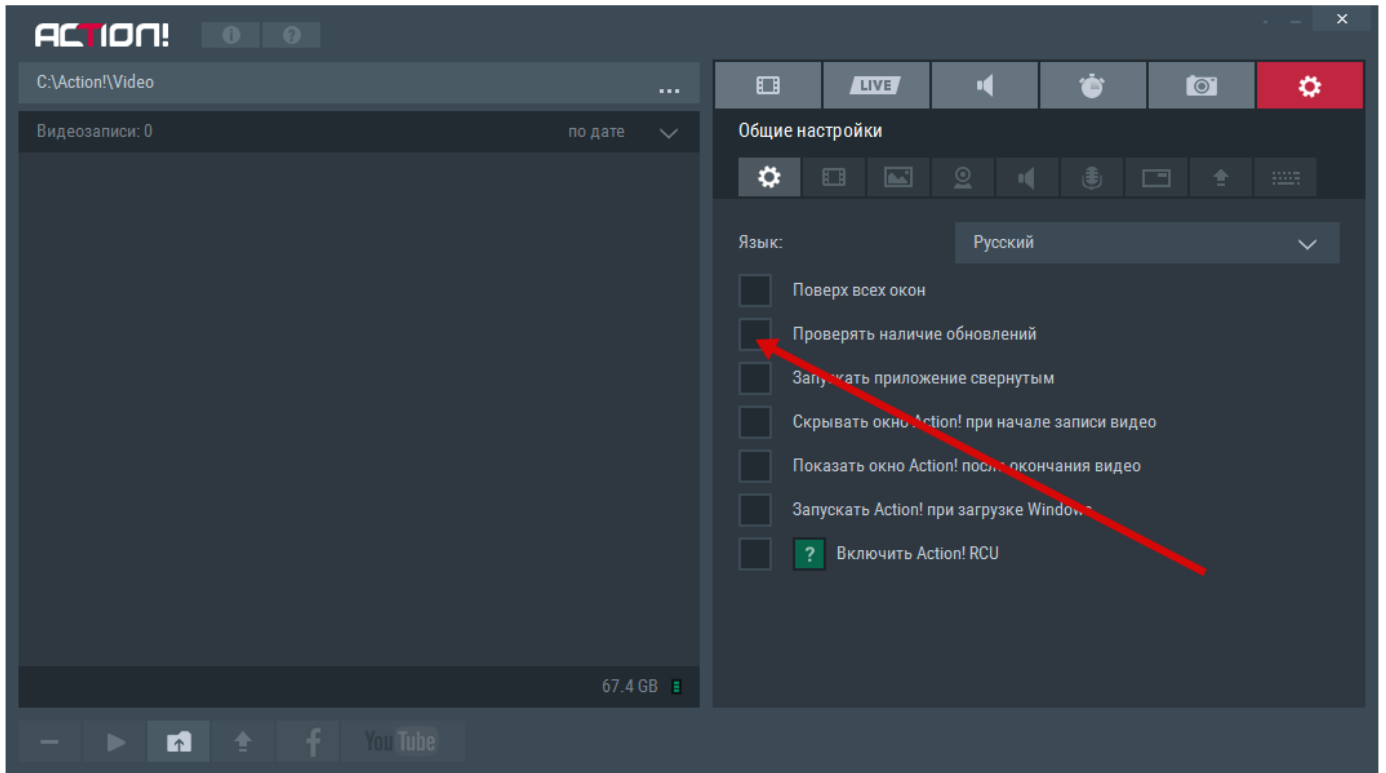 ACTION!
C:\Action!\Video
...
LIVE
Видеозаписи: 0
по дате
Общие настройки
Язык:
Русский
Поверх всех окон
Проверять наличие обновлений
Запускать приложение свернутым
Скрывать окно Action! при начале записи видео
Показать окно Action! после окончания видео
Запускать Action! при загрузке Windows
? Включить Action! RCU
67.4 GB
f
You Tube